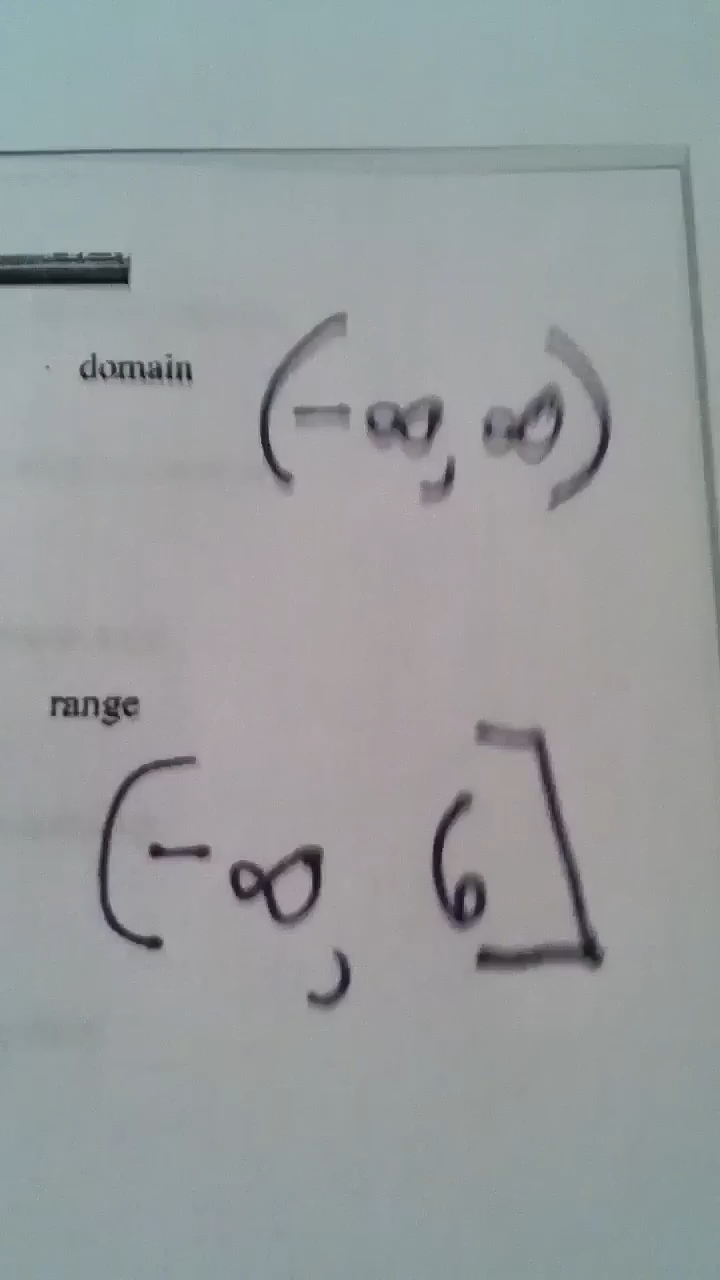 domain (-∞, ∞)
range
(-∞, 6]